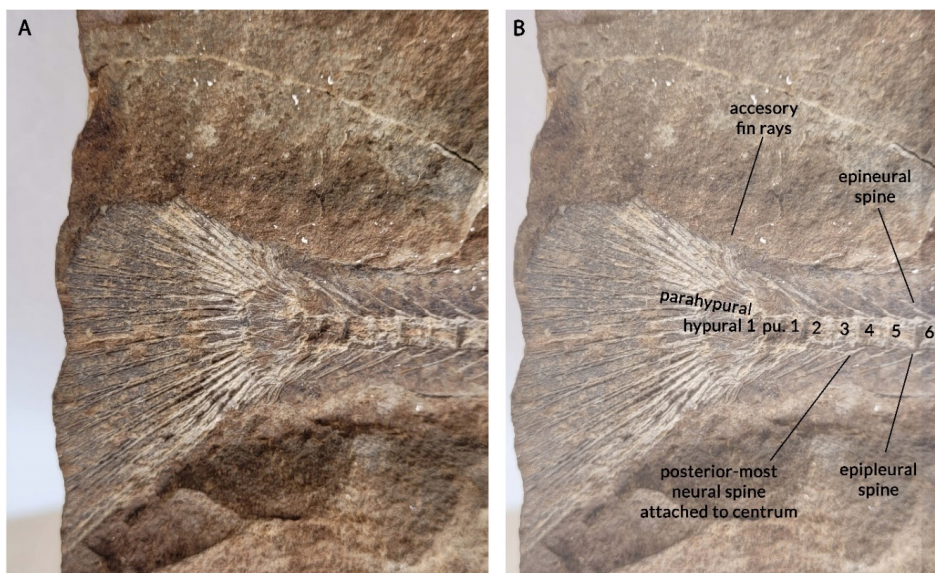 A
B
accesory
fin rays
epineural
spine
parahypural
hypural 1 pu. 1 2 3 4 5 6
posterior-most
neural spine
attached to centrum
epipleural
spine